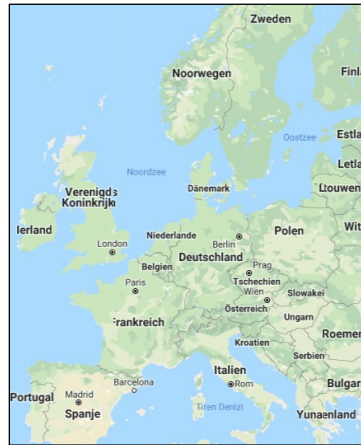 Zweden
Noorwegen
Finl
Oostzee
Estla
Letla
Noordzee
Dänemark
Verenigds
Koninkrijk
ierland
London
Niederlande
Berlin
Polen
Wit
Belgien
Deutschland
Prag
Paris
Tschechien
Wien
Slowakei
Österreich
Ungarn
Frankreich
Kroatien
Roemen
Serbien
Italien
Barcelona
Rom
Bulgar
Portugal
Madrid
Spanje
Tiren Denizi